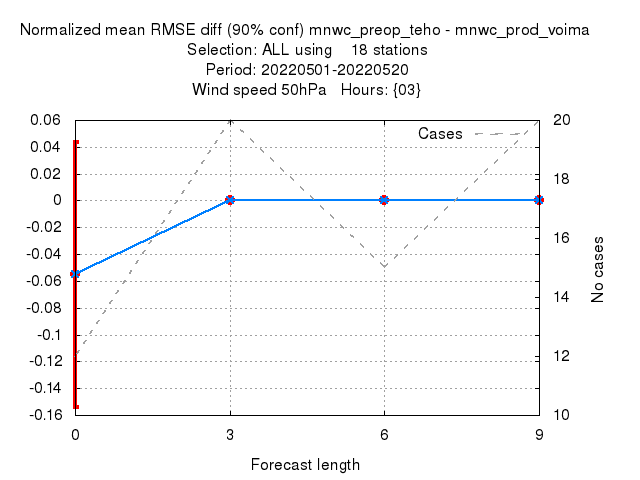 Normalized mean RMSE diff (90% conf) mnwc_preop_teho - mnwc_prod_voima
Selection: ALL using    18 stations
Period: 20220501-20220520
Wind speed 50hPa   Hours: {03}
Cases
0.06
0.04
0.02
0
-0.02
-0.04
-0.06
-0.08
-0.1
-0.12
-0.14
-0.16
20
18
16
14
12
10
No cases
0 3 6 9
Forecast length